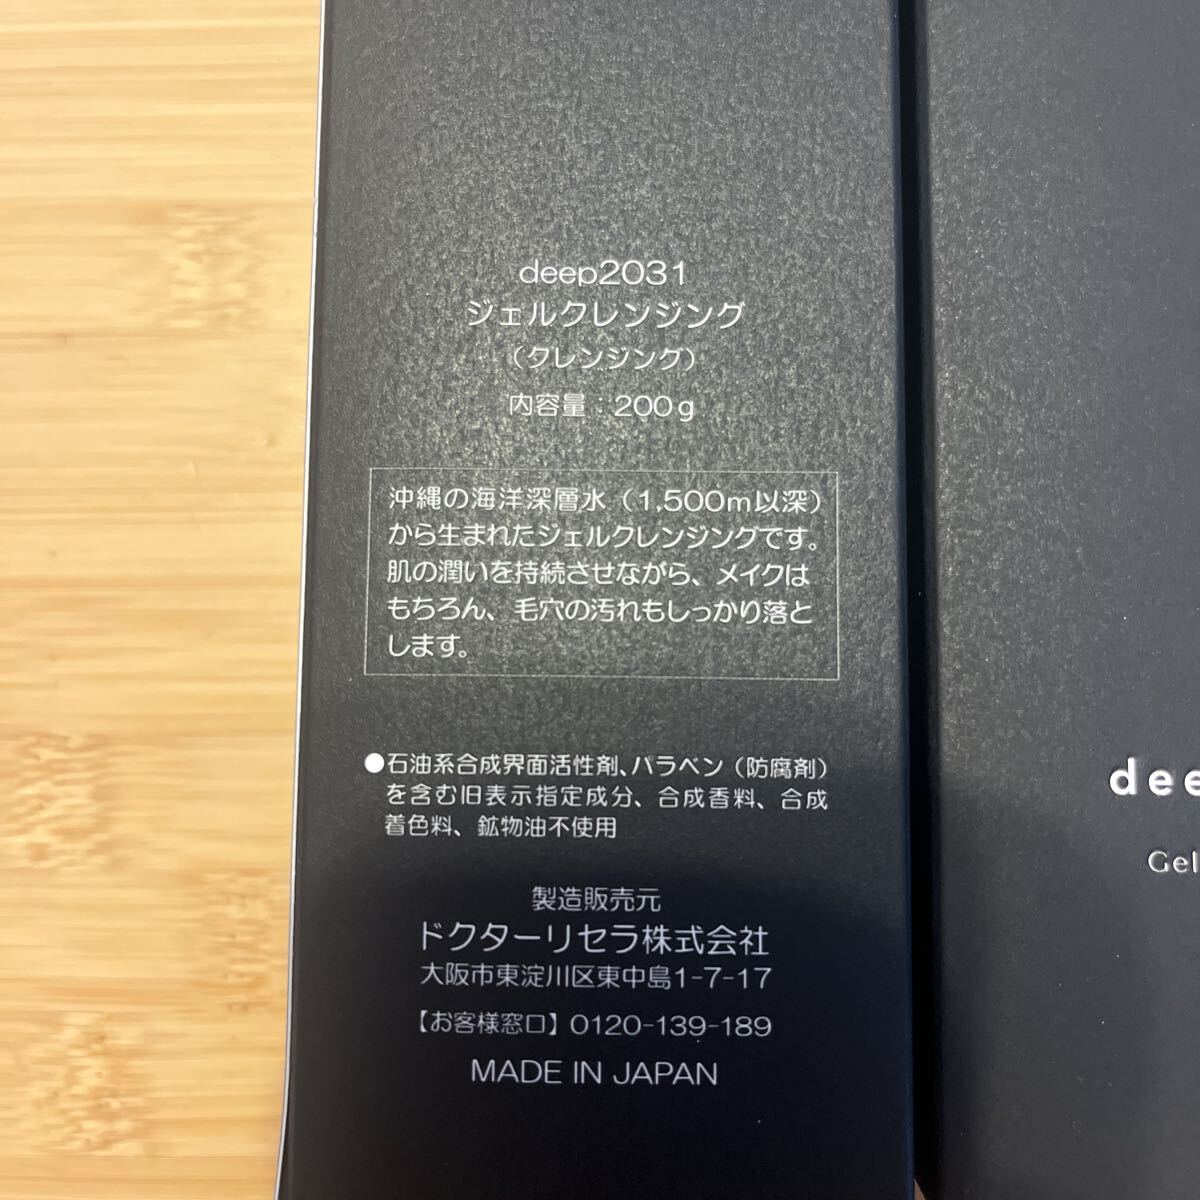 deep2031
ジェルクレンジング
（クレンジング）
内容量：200g
沖縄の海洋深層水（1,500m以深）
から生まれたジェルクレンジングです。
肌の潤いを持続させながら、メイクは
もちろん、毛穴の汚れもしっかり落と
します。
●石油系合成界面活性剤、パラベン（防腐剤）
を含む旧表示指定成分、合成香料、合成
着色料、鉱物油不使用
製造販売元
ドクターリセラ株式会社
大阪市東淀川区東中島1-7-17
【お客様窓口】0120-139-189
MADE IN JAPAN
dee
Gel